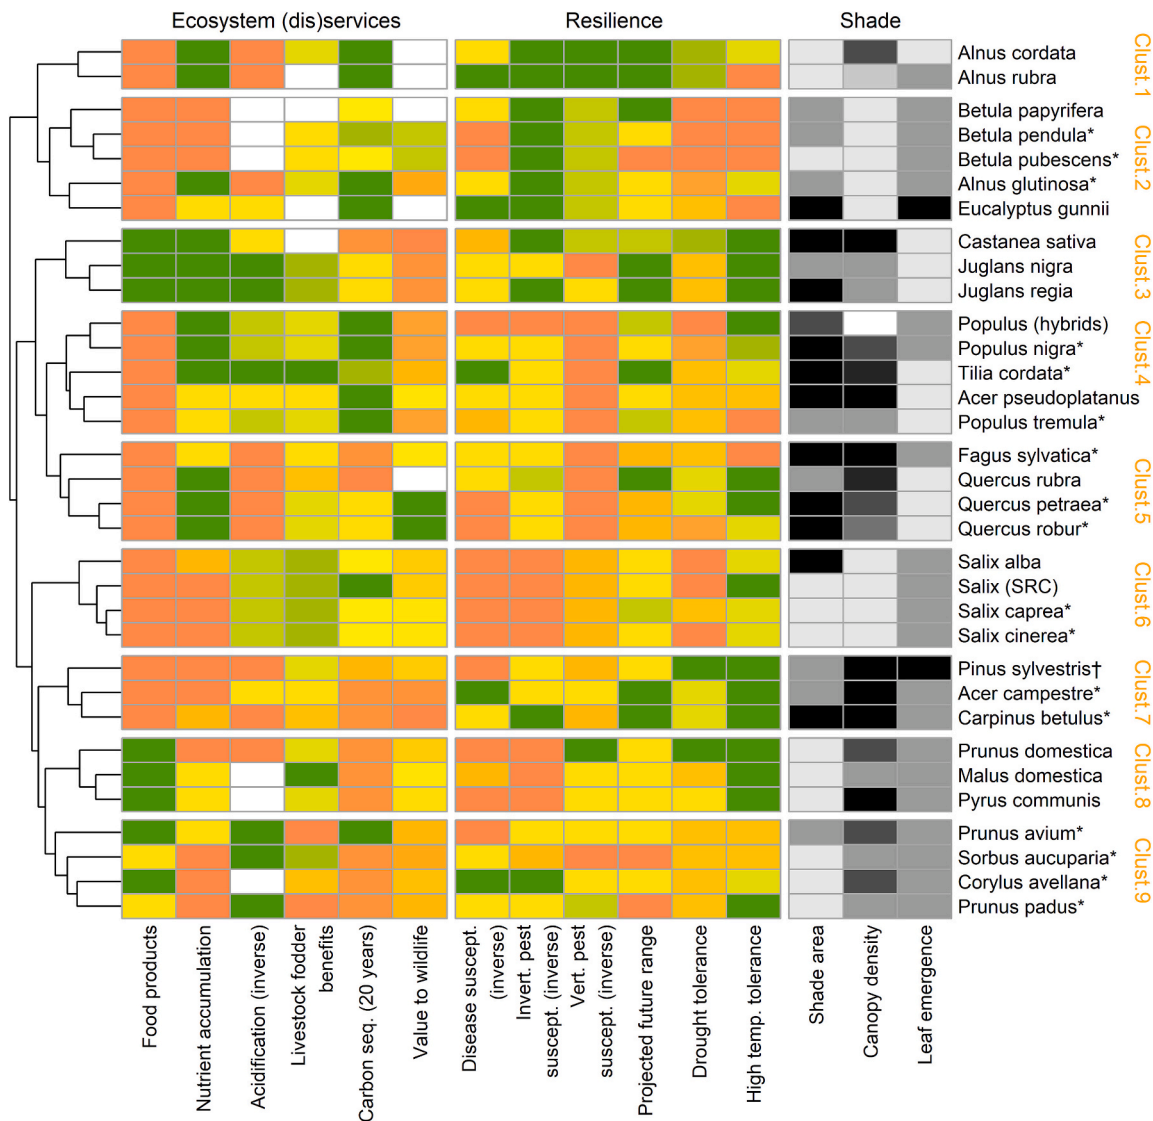 Ecosystem (dis)services
Resilience
Shade
Alnus cordata
Alnus rubra
Clust.1
Betula papyrifera
Betula pendula*
Betula pubescens*
Alnus glutinosa*
Eucalyptus gunnii
Clust.2
Castanea sativa
Juglans nigra
Juglans regia
Clust.3
Populus (hybrids)
Populus nigra*
Tilia cordata*
Acer pseudoplatanus
Populus tremula*
Clust.4
Fagus sylvatica*
Quercus rubra
Quercus petraea*
Quercus robur*
Clust.5
Salix alba
Salix (SRC)
Salix caprea*
Salix cinerea*
Clust.6
Pinus sylvestris†
Acer campestre*
Carpinus betulus*
Clust.7
Prunus domestica
Malus domestica
Pyrus communis
Clust.8
Prunus avium*
Sorbus aucuparia*
Corylus avellana*
Prunus padus*
Clust.9
Food products
Nutrient accumulation
Acidification (inverse)
Livestock fodder
benefits
Carbon seq. (20 years)
Value to wildlife
Disease suscept.
(inverse)
Invert. pest
suscept. (inverse)
Vert. pest
suscept. (inverse)
Projected future range
Drought tolerance
High temp. tolerance
Shade area
Canopy density
Leaf emergence